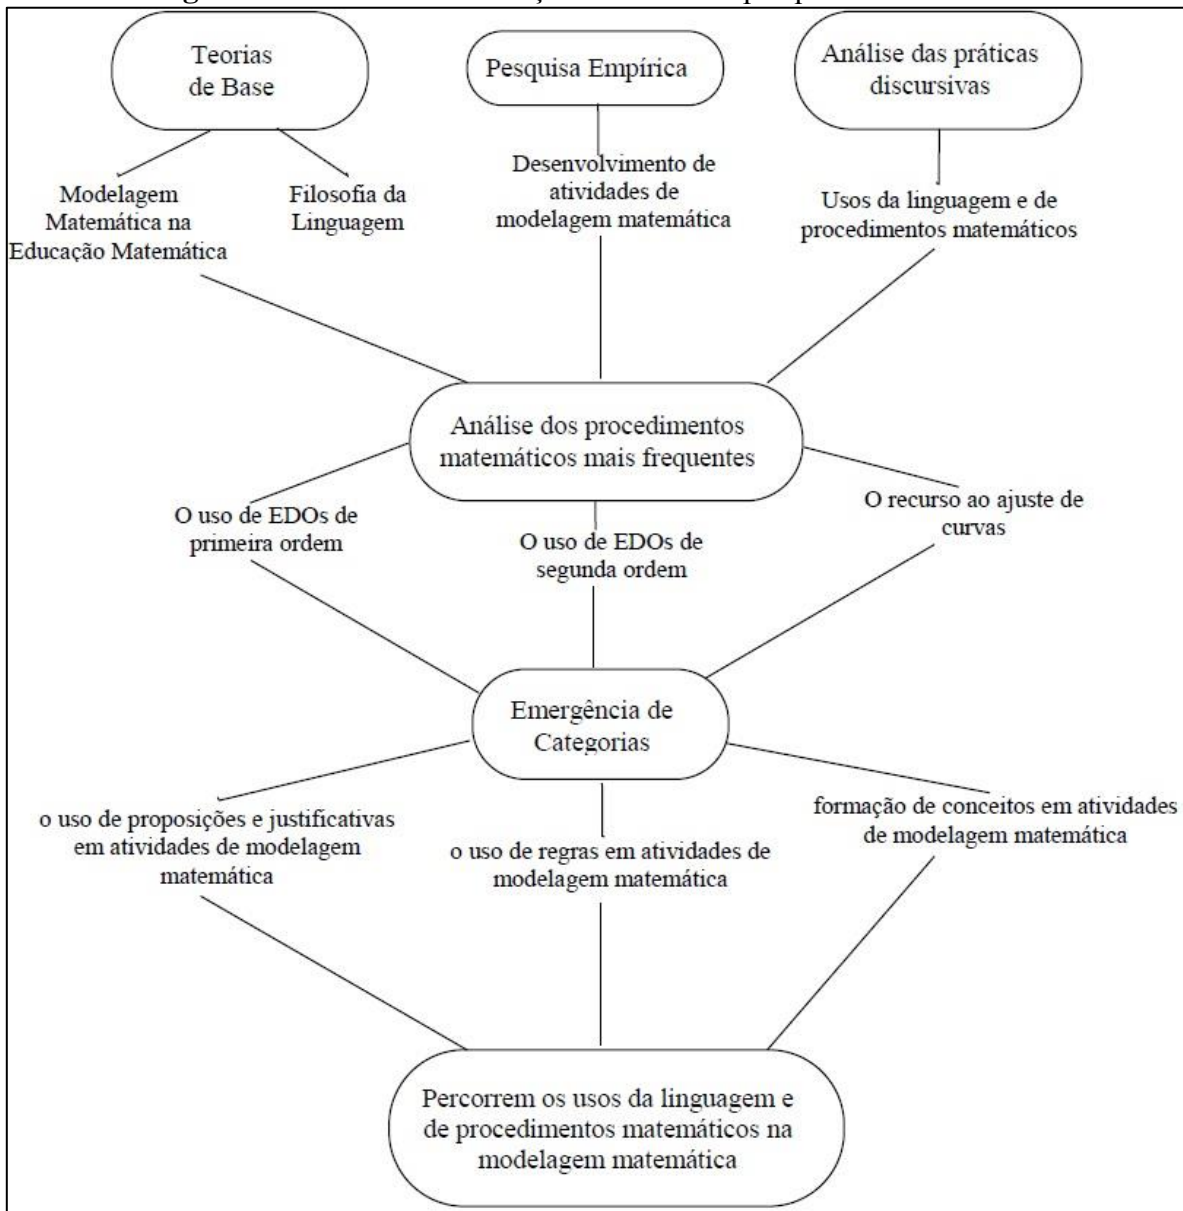 Teorias
de Base
Pesquisa Empírica
Análise das práticas
discursivas
Modelagem
Matemática na
Educação Matemática
Filosofia da
Linguagem
Desenvolvimento de
atividades de
modelagem matemática
Usos da linguagem e de
procedimentos matemáticos
Análise dos procedimentos
matemáticos mais frequentes
O uso de EDOs de
primeira ordem
O uso de EDOs de
segunda ordem
O recurso ao ajuste de
curvas
Emergência de
Categorias
o uso de proposições e justificativas
em atividades de modelagem
matemática
o uso de regras em atividades de
modelagem matemática
formação de conceitos em atividades
de modelagem matemática
Percorrem os usos da linguagem e
de procedimentos matemáticos na
modelagem matemática